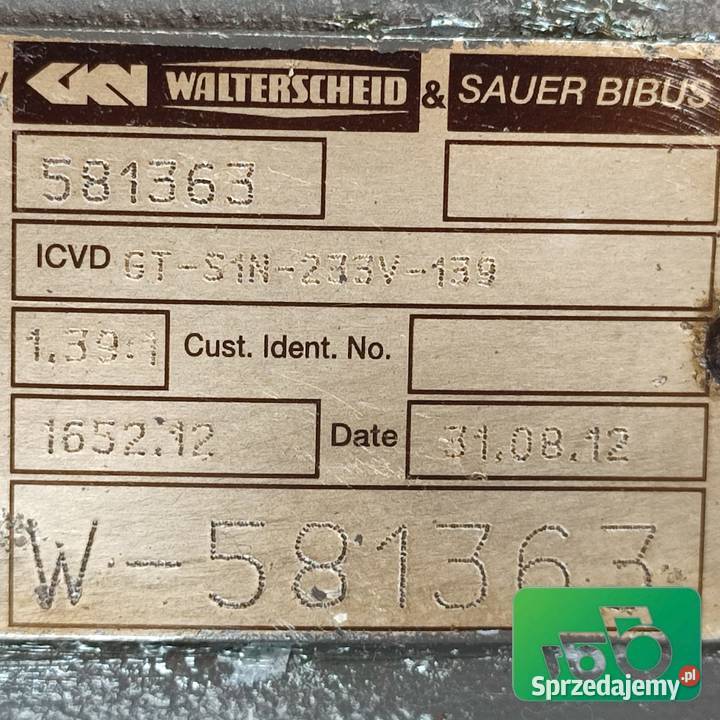 GKN WALTERSCHEID & SAUER BIBUS
581363
ICVD GT-S1N-233V-139
1.39:1 Cust. Ident. No.
1652.12 Date 31.08.12
W-581363
Sprzedajemy.pl